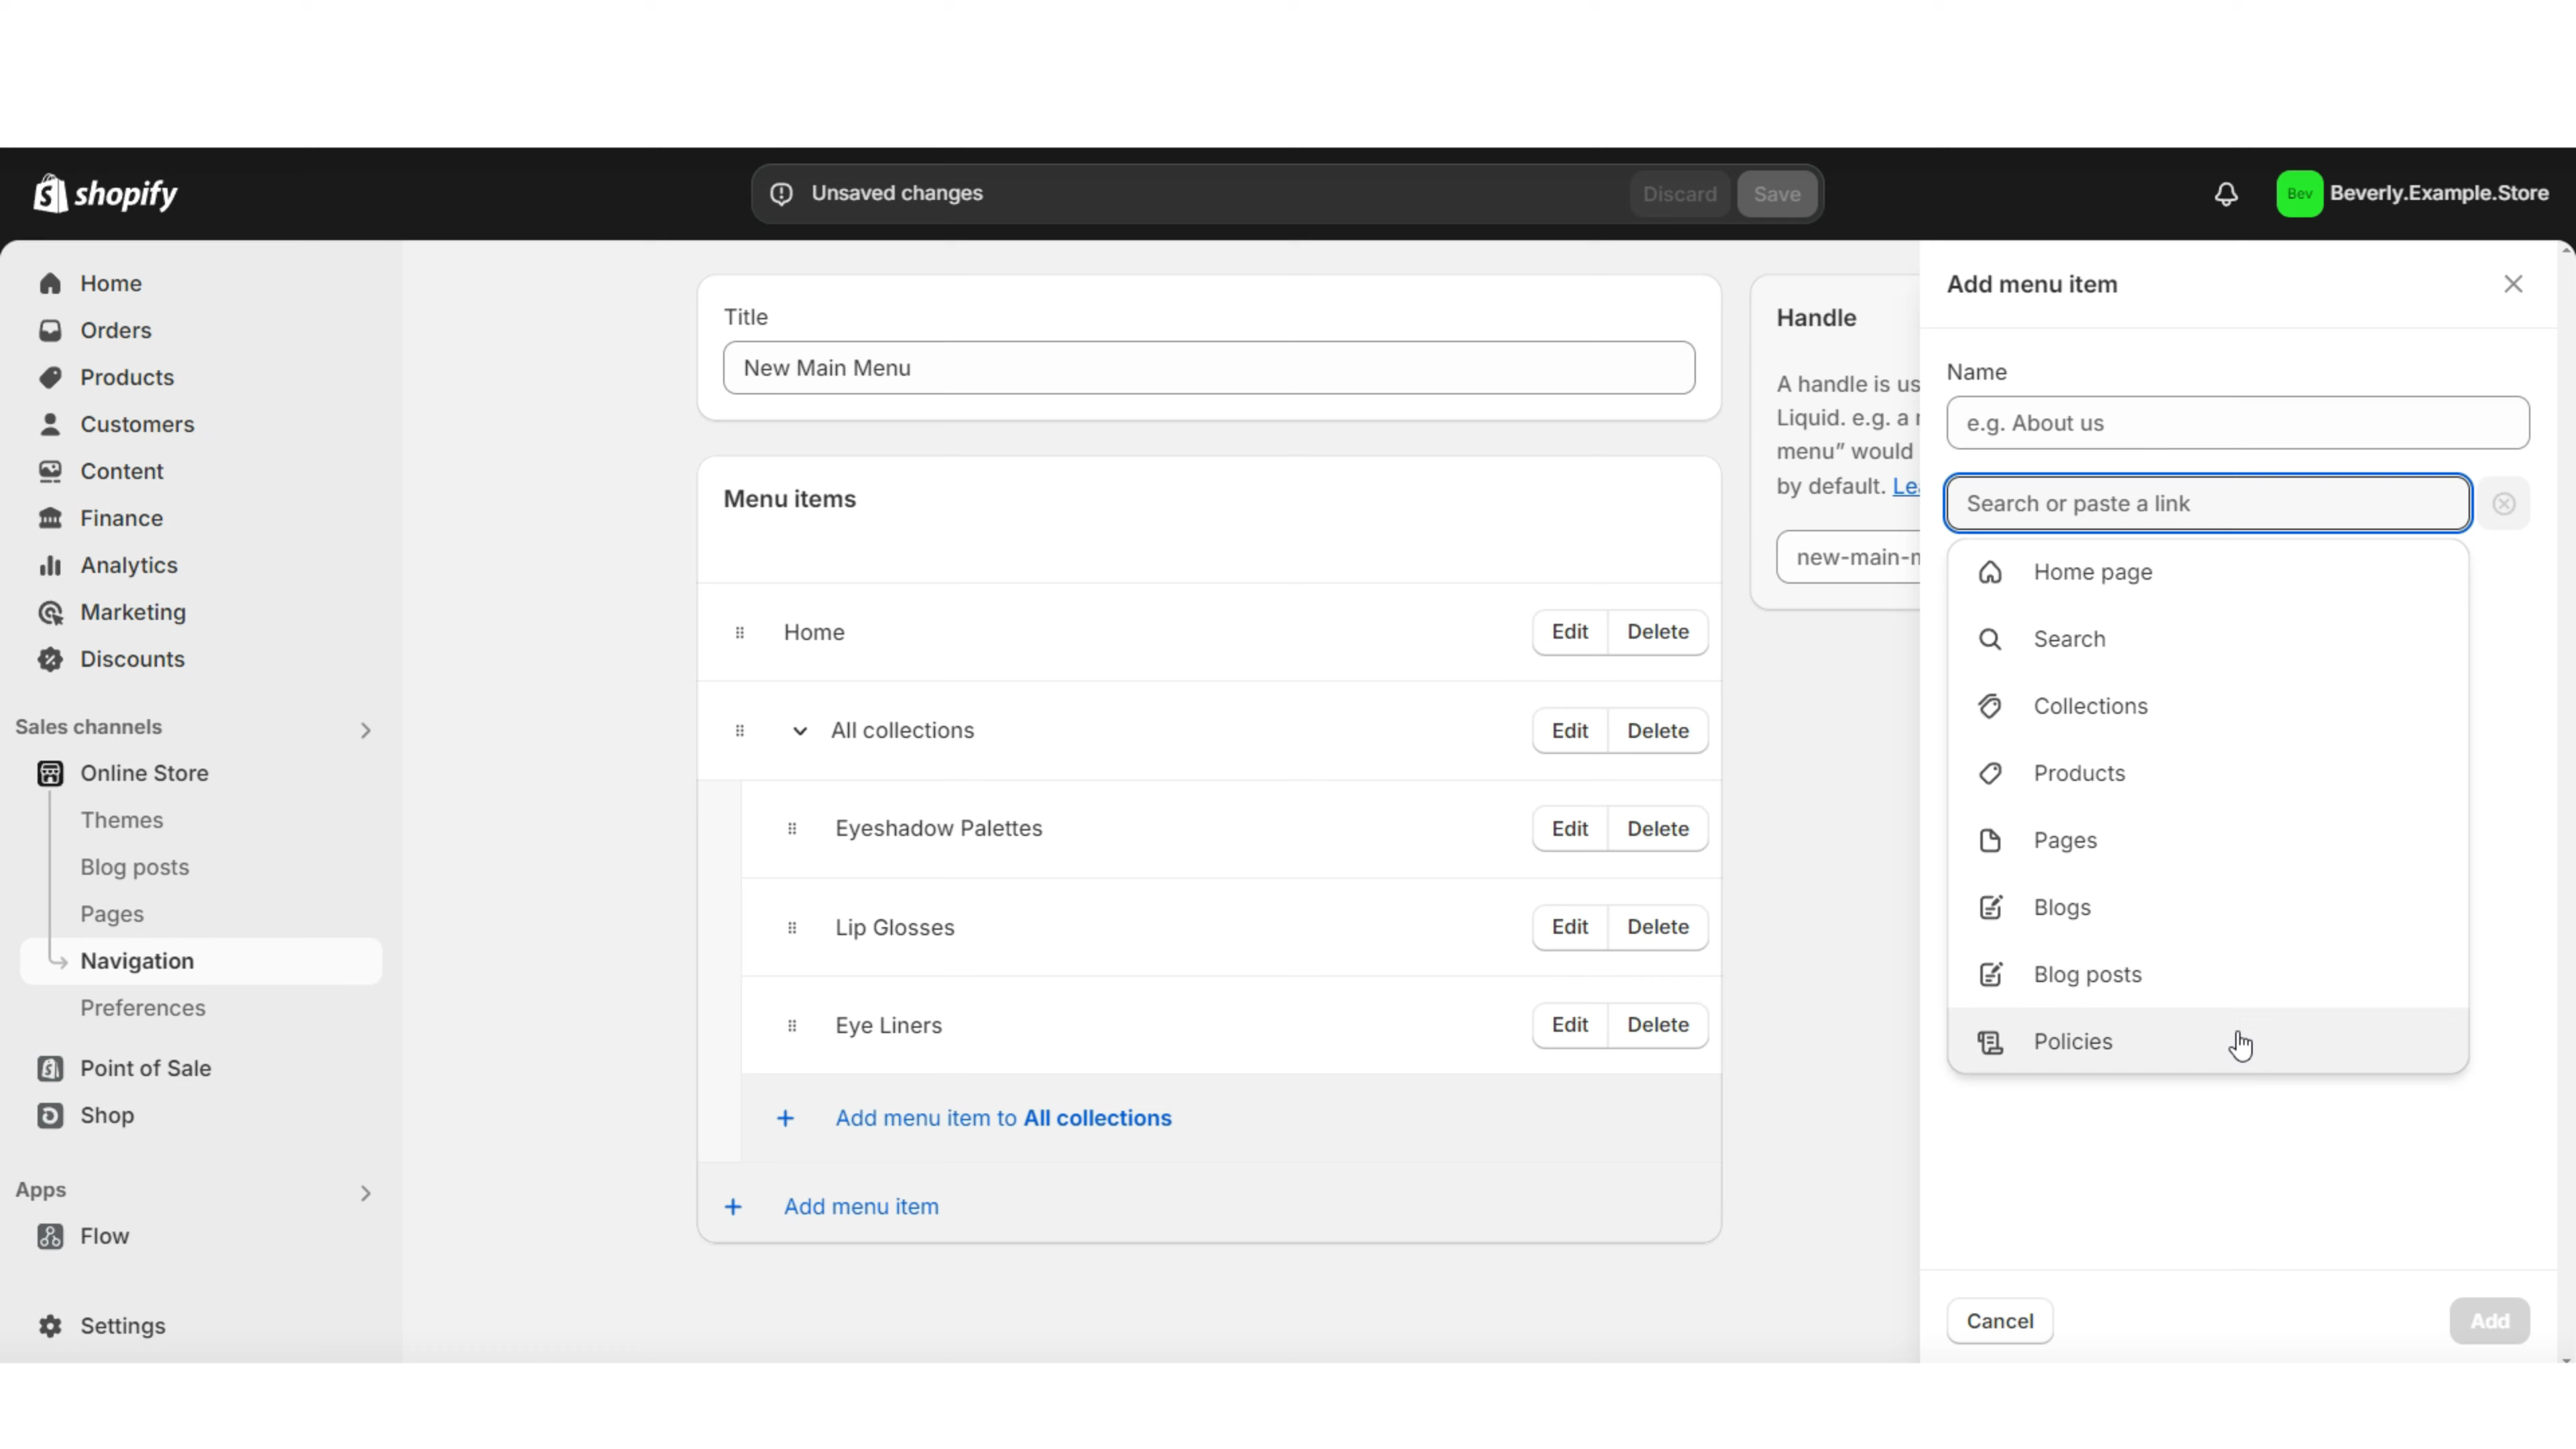 shopify
Unsaved changes
Discard
Save
Bev
Beverly.Example.Store
Home
Orders
Products
Customers
Content
Finance
Analytics
Marketing
Discounts
Sales channels
Online Store
Themes
Blog posts
Pages
Navigation
Preferences
Point of Sale
Shop
Apps
Flow
Settings
Title
New Main Menu
Menu items
Home
Edit
Delete
All collections
Edit
Delete
Eyeshadow Palettes
Edit
Delete
Lip Glosses
Edit
Delete
Eye Liners
Edit
Delete
Add menu item to All collections
Add menu item
Handle
A handle is us
Liquid. e.g. a
menu” would
by default. Lea
new-main-m
Add menu item
Name
e.g. About us
Search or paste a link
Home page
Search
Collections
Products
Pages
Blogs
Blog posts
Policies
Cancel
Add